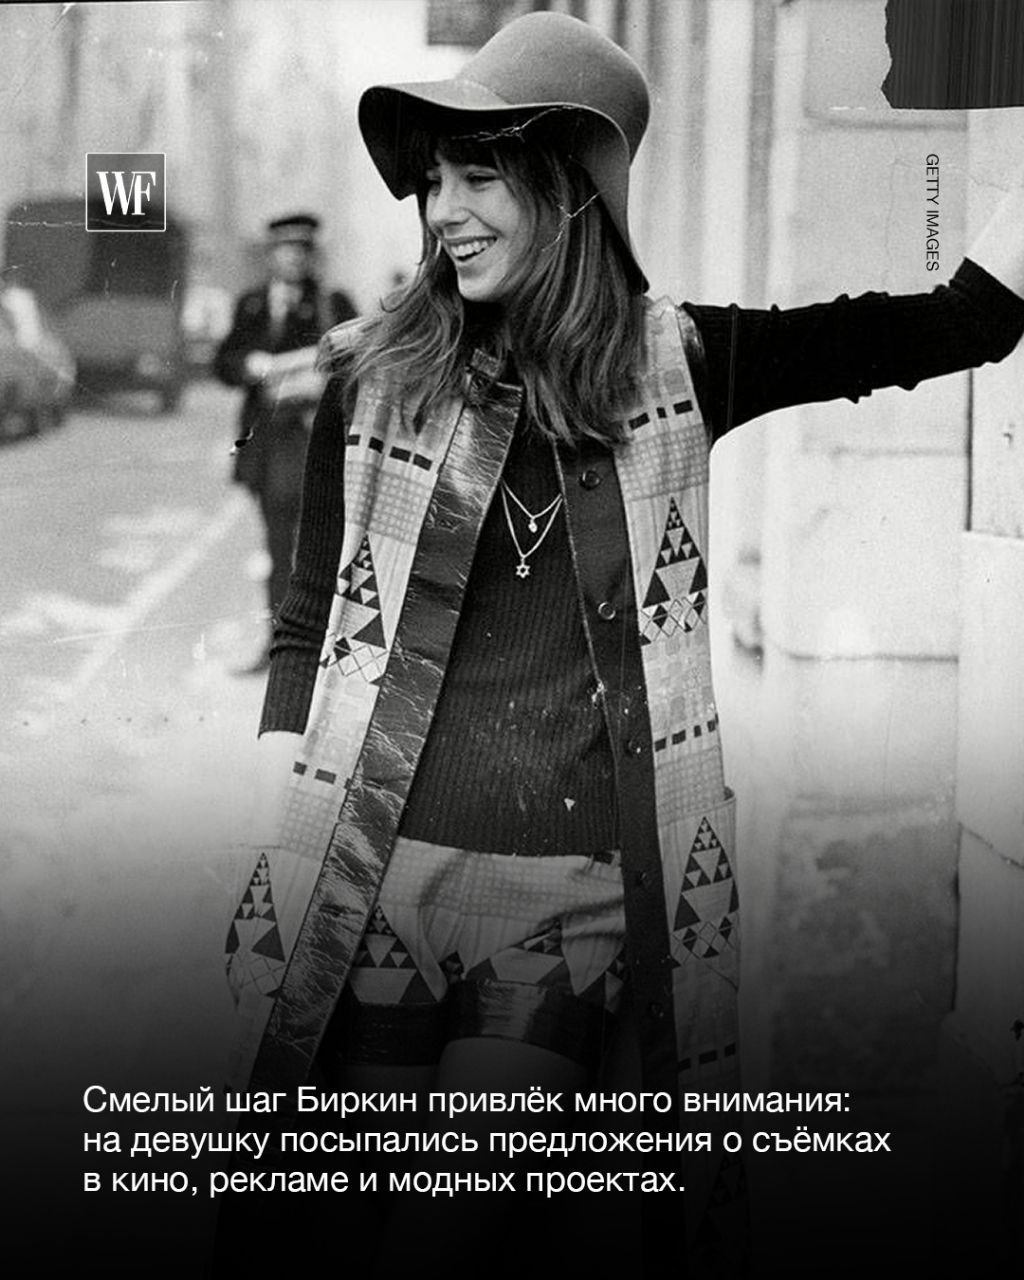 WF
GETTY IMAGES
Смелый шаг Биркин привлёк много внимания:
на девушку посыпались предложения о съёмках
в кино, рекламе и модных проектах.